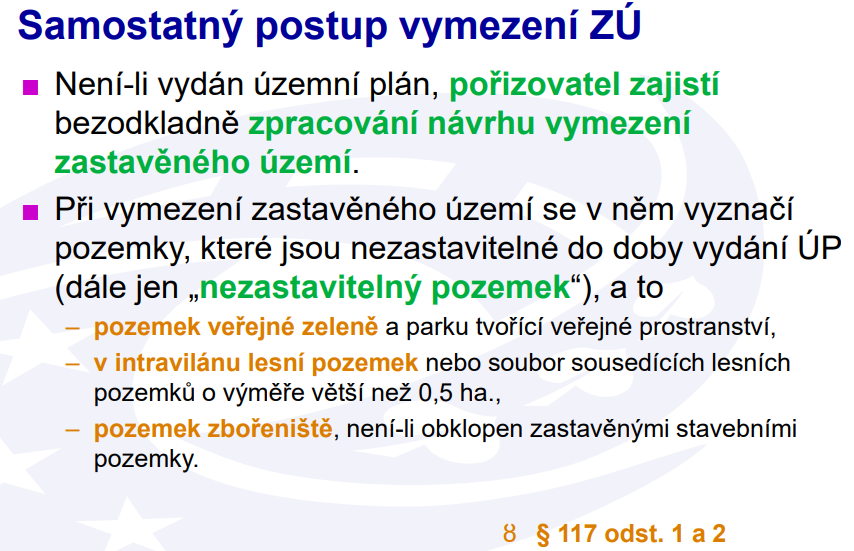 Samostatný postup vymezení ZÚ
Není-li vydán územní plán, pořizovatel zajistí
bezodkladně zpracování návrhu vymezení
zastavěného území.
Při vymezení zastavěného území se v něm vyznačí
pozemky, které jsou nezastavitelné do doby vydání ÚP
(dále jen „nezastavitelný pozemek“), a to
– pozemek veřejné zeleně a parku tvořící veřejné prostranství,
– v intravilánu lesní pozemek nebo soubor sousedících lesních
pozemků o výměře větší než 0,5 ha.,
– pozemek zbořeniště, není-li obklopen zastavěnými stavebními
pozemky.
8 § 117 odst. 1 a 2